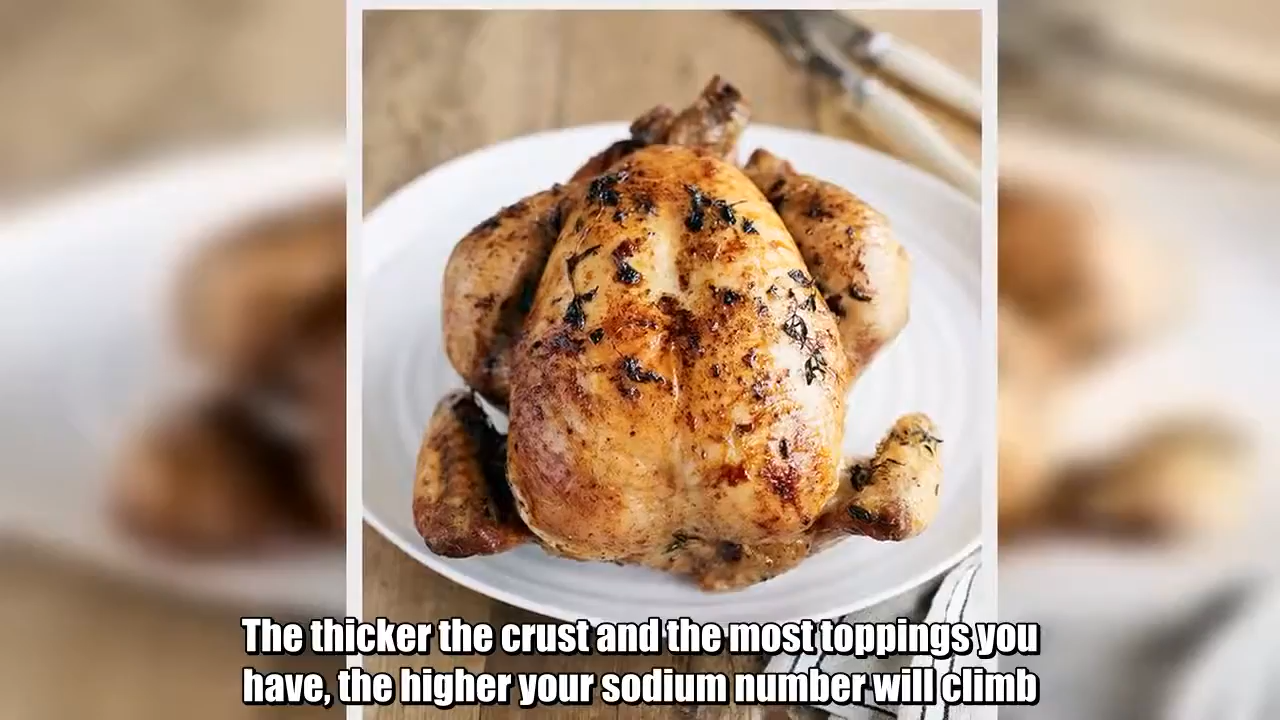 The thicker the crust and the most toppings you
have, the higher your sodium number will climb